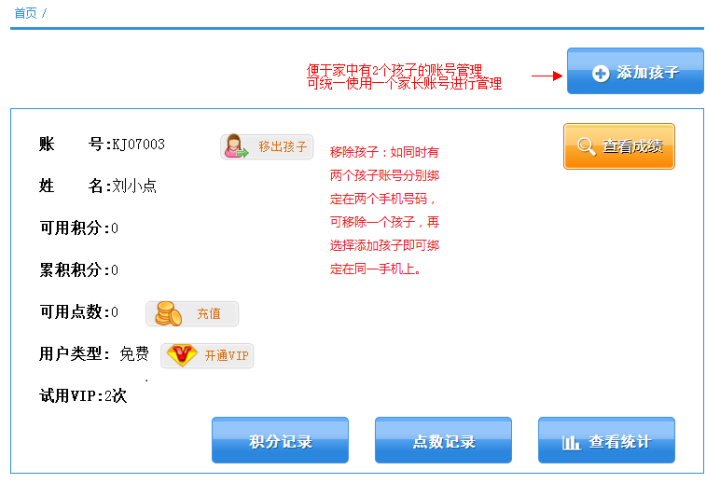 首页 /
便于家中有2个孩子的账号管理
可统一使用一个家长账号进行管理
添加孩子
账 号:KJ07003
移出孩子
查看成绩
移除孩子：如同时有
两个孩子账号分别绑
定在两个手机号码，
可移除一个孩子，再
选择添加孩子即可绑
定在同一手机上。
姓 名:刘小点
可用积分:0
累积积分:0
可用点数:0
充值
用户类型: 免费
开通VIP
试用VIP:2次
积分记录
点数记录
查看统计